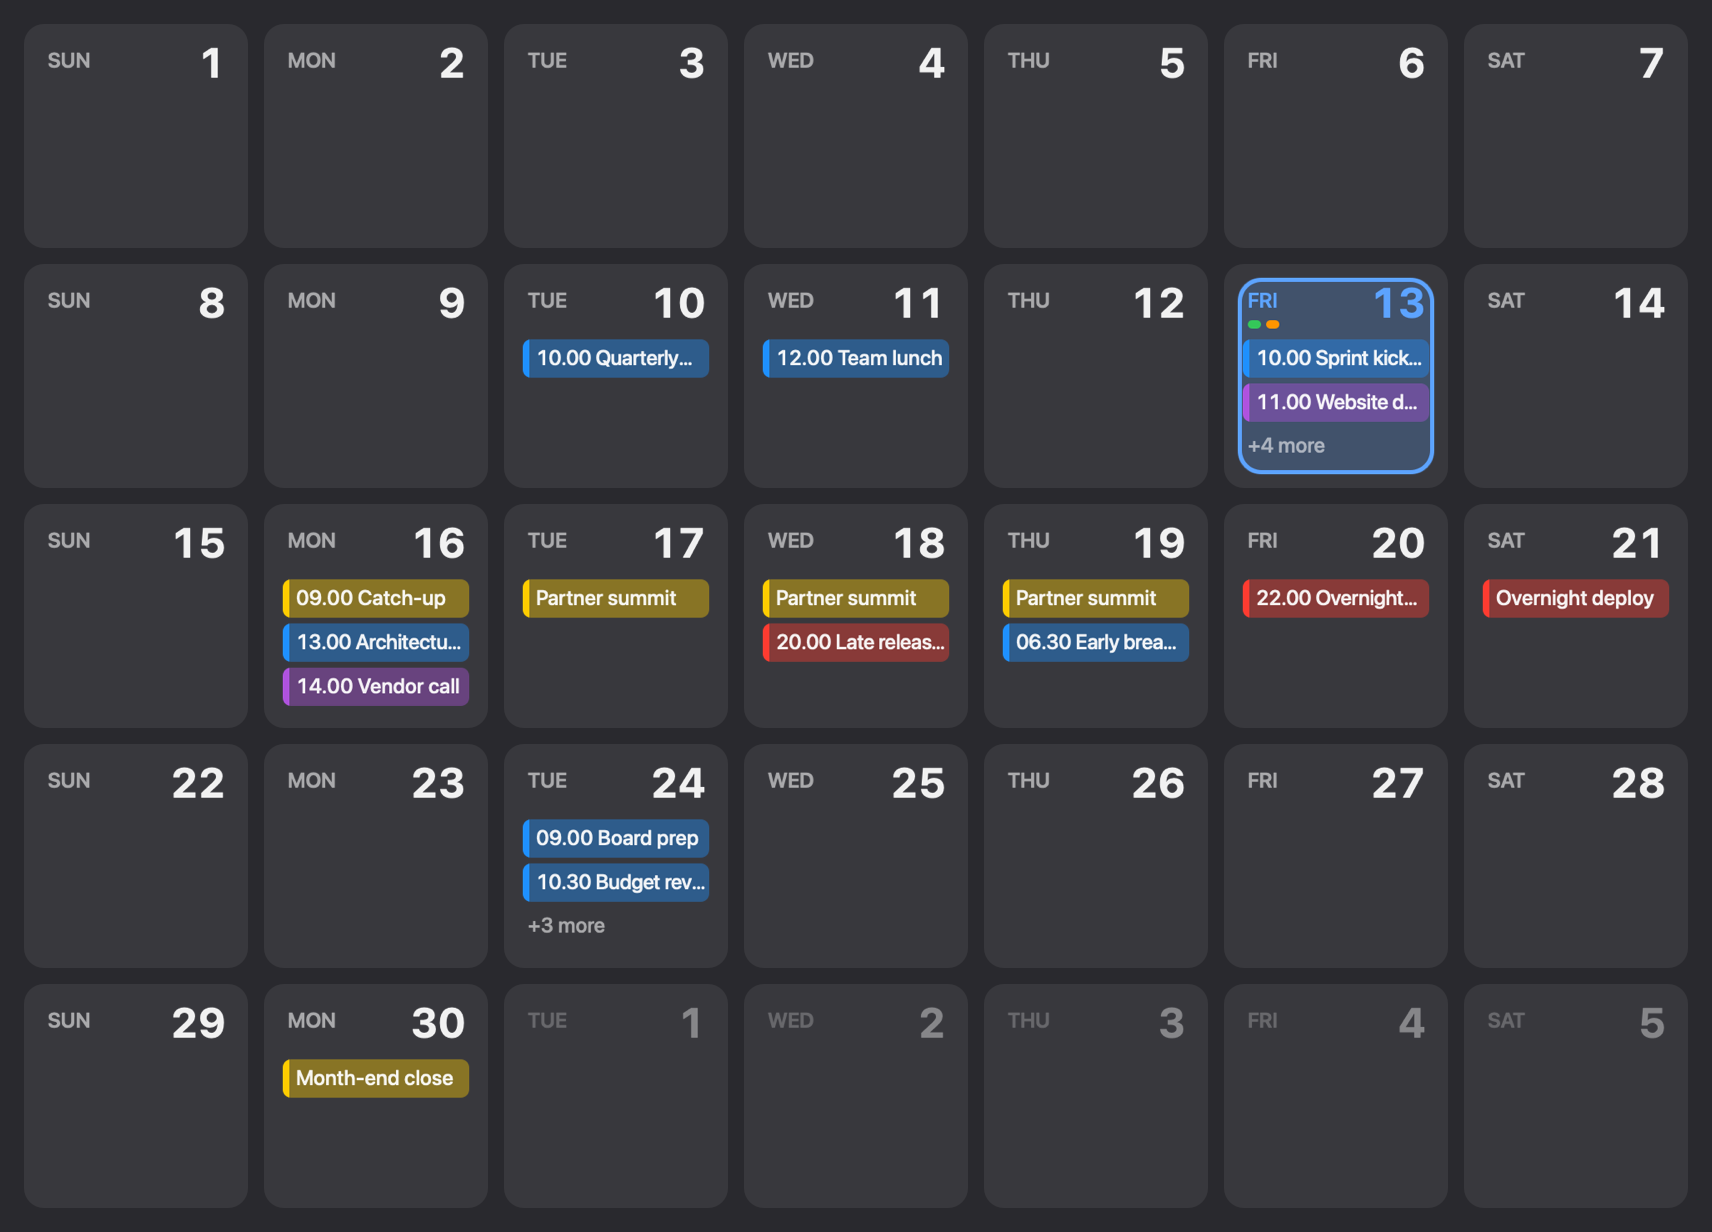 SUN 1
MON 2
TUE 3
WED 4
THU 5
FRI 6
SAT 7
SUN 8
MON 9
TUE 10
10.00 Quarterly...
WED 11
12.00 Team lunch
THU 12
FRI 13
10.00 Sprint kick...
11.00 Website d...
+4 more
SAT 14
SUN 15
MON 16
09.00 Catch-up
13.00 Architectu...
14.00 Vendor call
TUE 17
Partner summit
WED 18
Partner summit
20.00 Late releas...
THU 19
Partner summit
06.30 Early brea...
FRI 20
22.00 Overnight...
SAT 21
Overnight deploy
SUN 22
MON 23
TUE 24
09.00 Board prep
10.30 Budget rev...
+3 more
WED 25
THU 26
FRI 27
SAT 28
SUN 29
MON 30
Month-end close
TUE 1
WED 2
THU 3
FRI 4
SAT 5